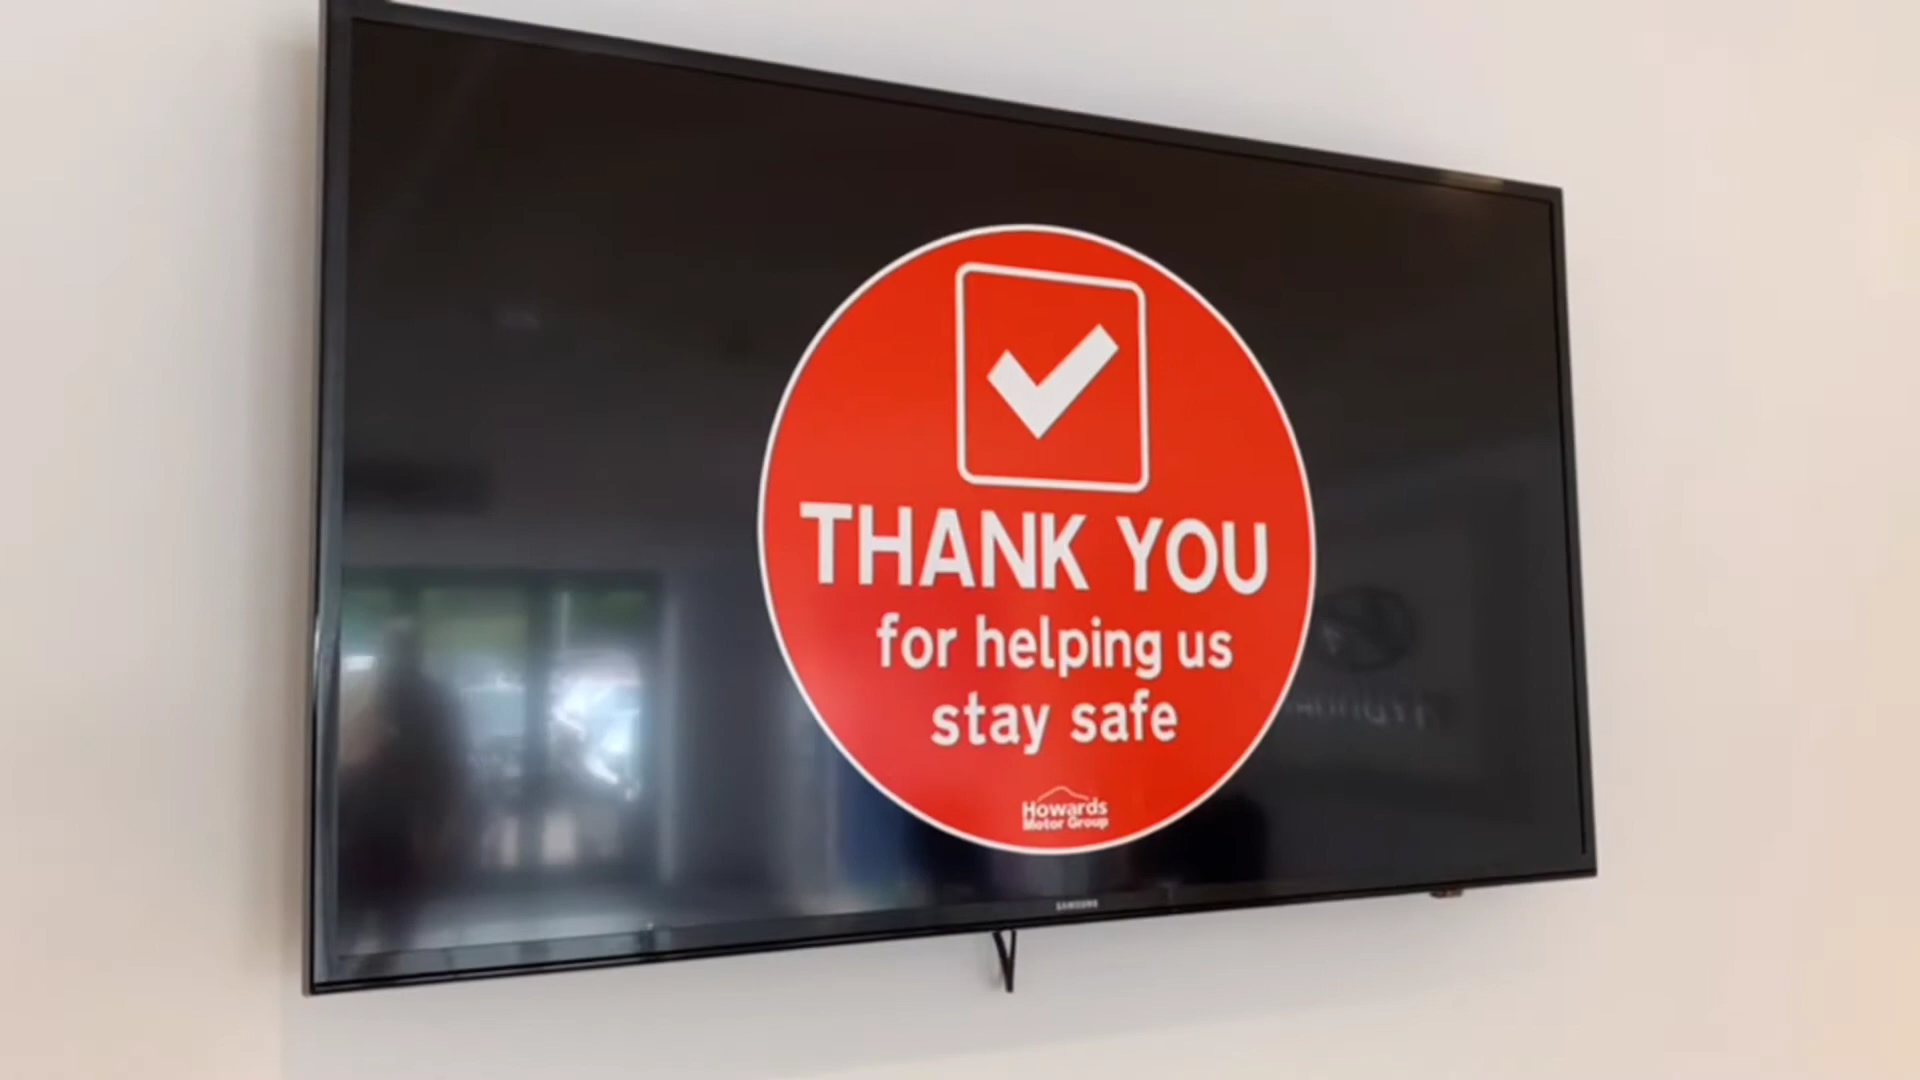 THANK YOU
for helping us
stay safe
Howards
Motor Group
SAMSUNG